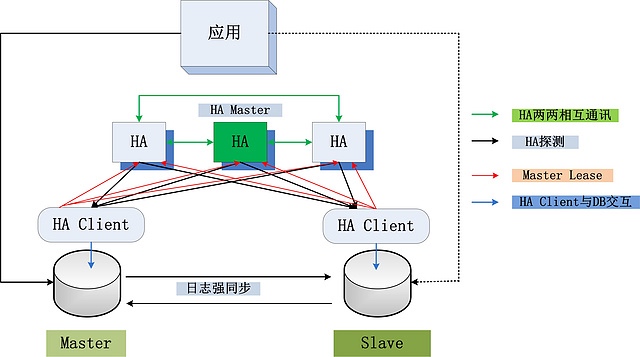 应用
HA Master
HA
HA
HA
HA两两相互通讯
HA探测
Master Lease
HA Client与DB交互
HA Client
HA Client
日志强同步
Master
Slave